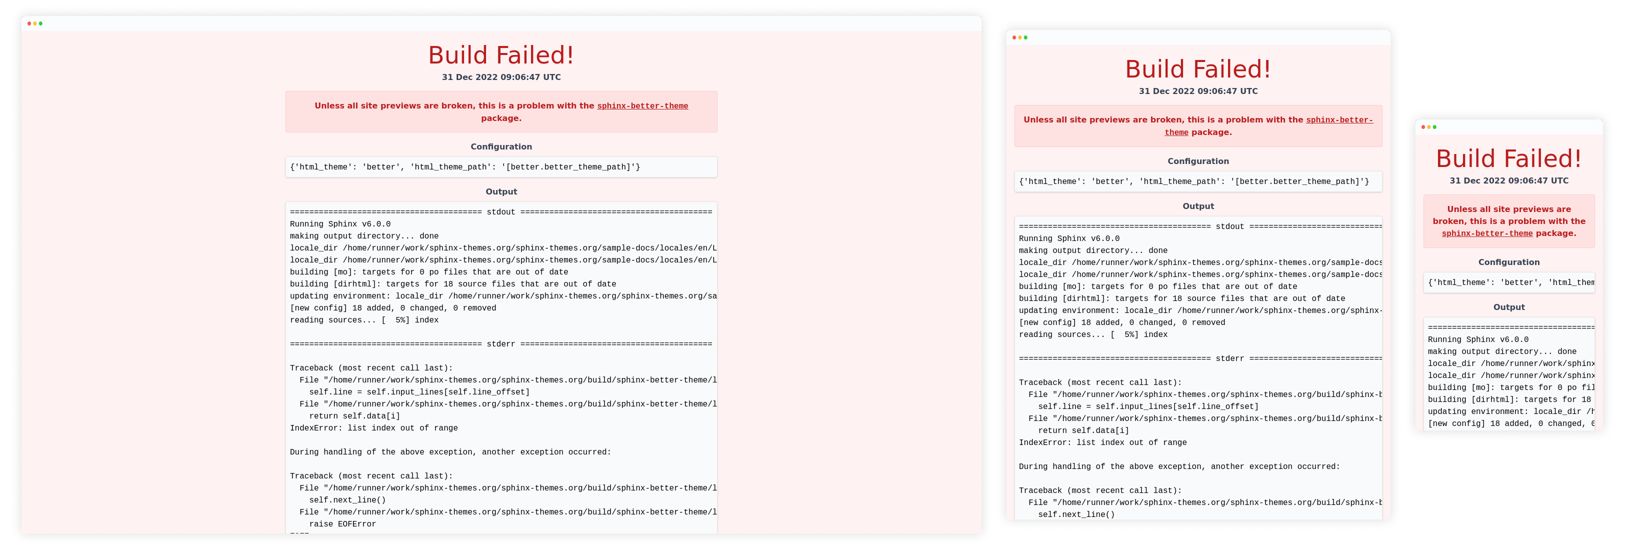 Build Failed!
31 Dec 2022 09:06:47 UTC
Unless all site previews are broken, this is a problem with the sphinx-better-theme
package.
Configuration
{'html_theme': 'better', 'html_theme_path': '[better.better_theme_path]'}
Output
======================================== stdout ========================================
Running Sphinx v6.0.0
making output directory... done
locale_dir /home/runner/work/sphinx-themes.org/sphinx-themes.org/sample-docs/locales/en/L
locale_dir /home/runner/work/sphinx-themes.org/sphinx-themes.org/sample-docs/locales/en/L
building [mo]: targets for 0 po files that are out of date
building [dirhtml]: targets for 18 source files that are out of date
updating environment: locale_dir /home/runner/work/sphinx-themes.org/sphinx-themes.org/sa
[new config] 18 added, 0 changed, 0 removed
reading sources... [  5%] index
======================================== stderr ========================================
Traceback (most recent call last):
  File "/home/runner/work/sphinx-themes.org/sphinx-themes.org/build/sphinx-better-theme/l
    self.line = self.input_lines[self.line_offset]
  File "/home/runner/work/sphinx-themes.org/sphinx-themes.org/build/sphinx-better-theme/l
    return self.data[i]
IndexError: list index out of range
During handling of the above exception, another exception occurred:
Traceback (most recent call last):
  File "/home/runner/work/sphinx-themes.org/sphinx-themes.org/build/sphinx-better-theme/l
    self.next_line()
  File "/home/runner/work/sphinx-themes.org/sphinx-themes.org/build/sphinx-better-theme/l
    raise EOFError
Build Failed!
31 Dec 2022 09:06:47 UTC
Unless all site previews are broken, this is a problem with the sphinx-better-
theme package.
Configuration
{'html_theme': 'better', 'html_theme_path': '[better.better_theme_path]'}
Output
======================================== stdout ===========================
Running Sphinx v6.0.0
making output directory... done
locale_dir /home/runner/work/sphinx-themes.org/sphinx-themes.org/sample-docs
locale_dir /home/runner/work/sphinx-themes.org/sphinx-themes.org/sample-docs
building [mo]: targets for 0 po files that are out of date
building [dirhtml]: targets for 18 source files that are out of date
updating environment: locale_dir /home/runner/work/sphinx-themes.org/sphinx-
[new config] 18 added, 0 changed, 0 removed
reading sources... [  5%] index
======================================== stderr ===========================
Traceback (most recent call last):
  File "/home/runner/work/sphinx-themes.org/sphinx-themes.org/build/sphinx-b
    self.line = self.input_lines[self.line_offset]
  File "/home/runner/work/sphinx-themes.org/sphinx-themes.org/build/sphinx-b
    return self.data[i]
IndexError: list index out of range
During handling of the above exception, another exception occurred:
Traceback (most recent call last):
  File "/home/runner/work/sphinx-themes.org/sphinx-themes.org/build/sphinx-b
    self.next_line()
Build Failed!
31 Dec 2022 09:06:47 UTC
Unless all site previews are
broken, this is a problem with the
sphinx-better-theme package.
Configuration
{'html_theme': 'better', 'html_them
Output
===================================
Running Sphinx v6.0.0
making output directory... done
locale_dir /home/runner/work/sphinx
locale_dir /home/runner/work/sphinx
building [mo]: targets for 0 po fil
building [dirhtml]: targets for 18
updating environment: locale_dir /h
[new config] 18 added, 0 changed, 0